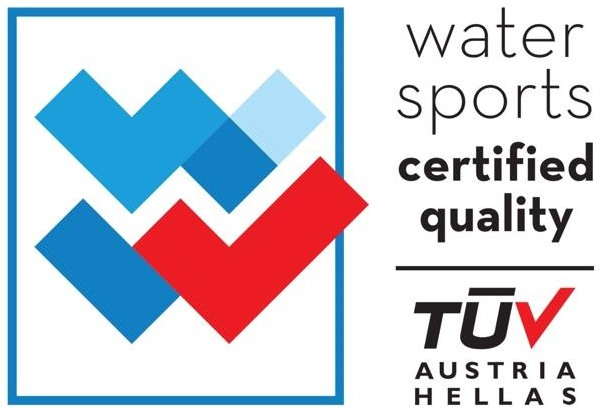 water
sports
certified
quality
TÜV
AUSTRIA
HELLAS